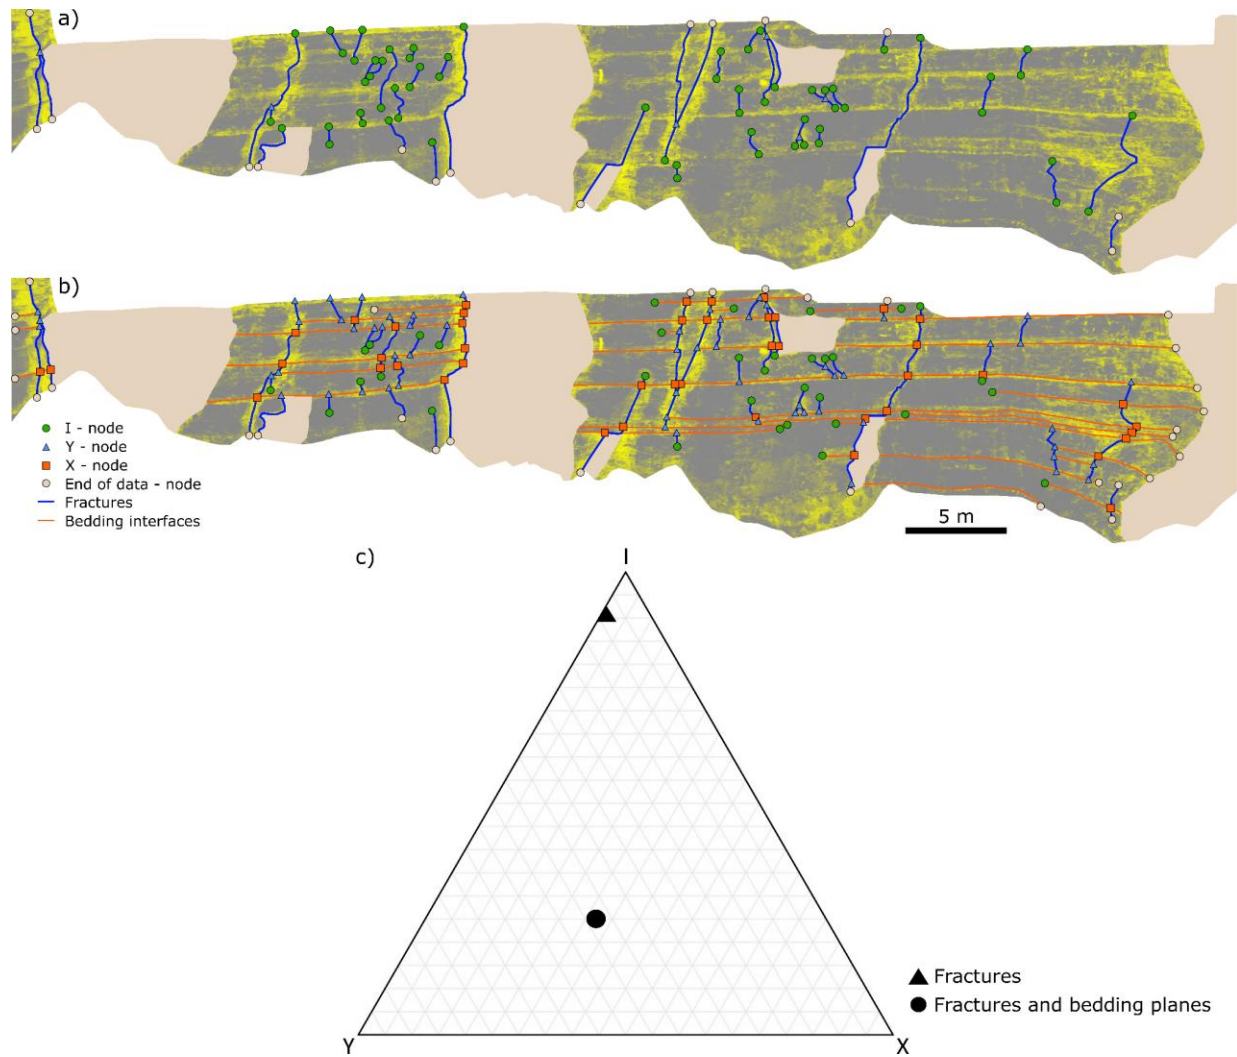 a)
b)
I - node
Y - node
X - node
End of data - node
Fractures
Bedding interfaces
5 m
c)
I
Y
X
Fractures
Fractures and bedding planes